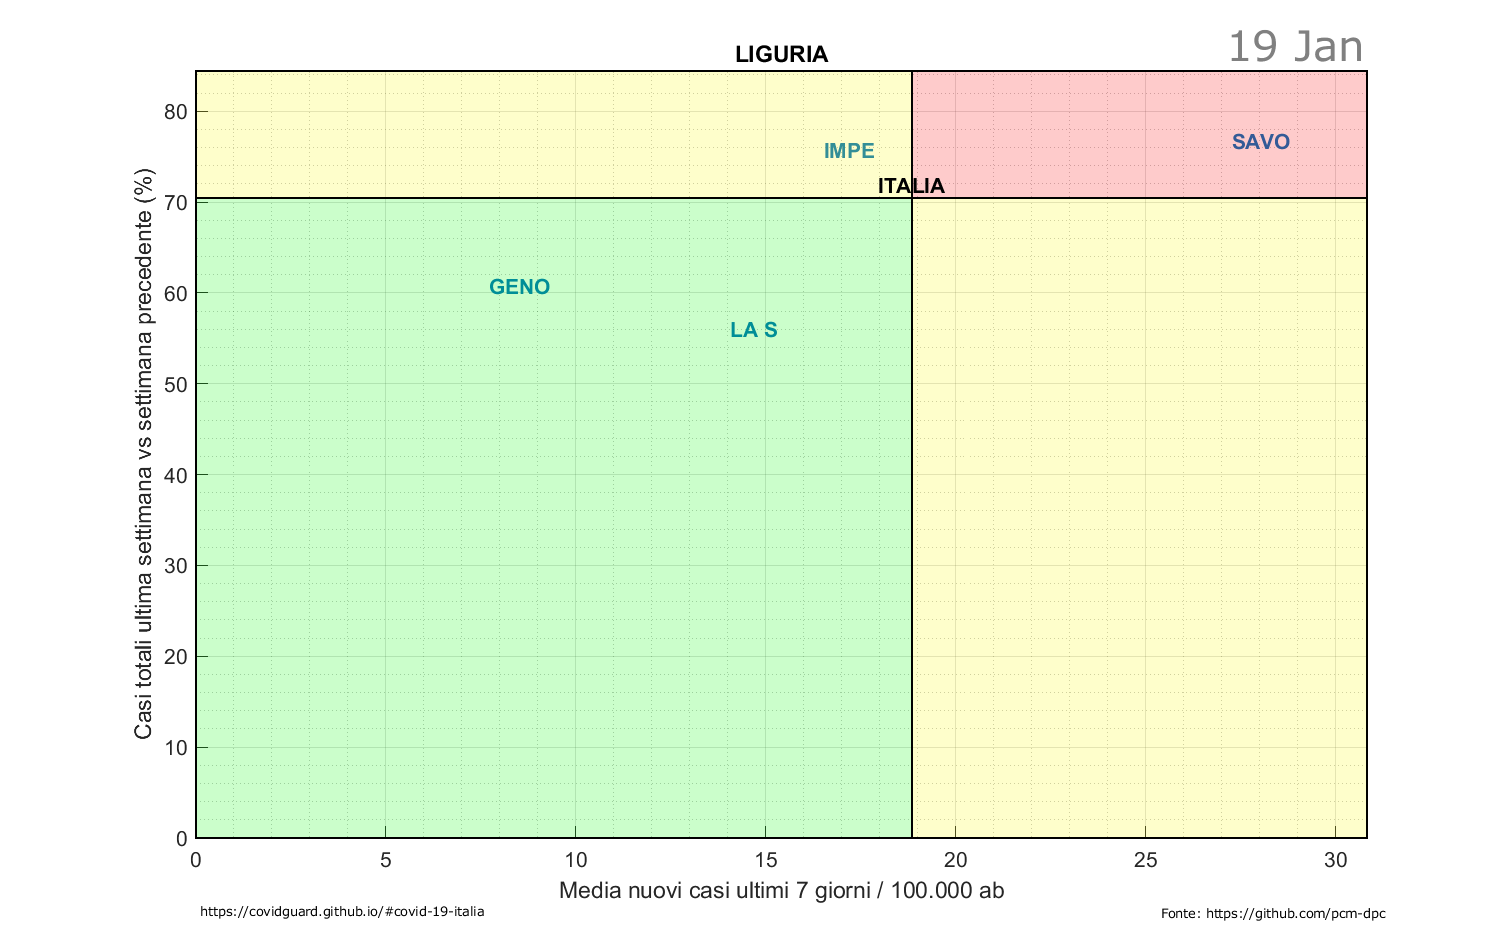 19 Jan
LIGURIA
80
70
60
50
40
30
20
10
0
Casi totali ultima settimana vs settimana precedente (%)
IMPE
SAVO
ITALIA
GENO
LA S
0 5 10 15 20 25 30
Media nuovi casi ultimi 7 giorni / 100.000 ab
https://covidguard.github.io/#covid-19-italia
Fonte: https://github.com/pcm-dpc